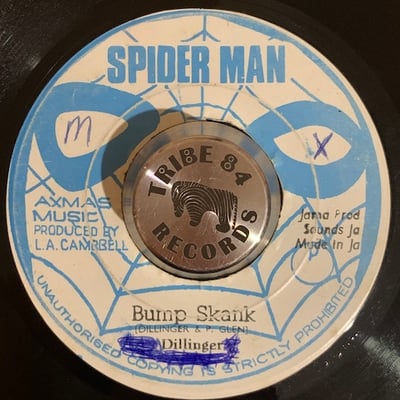 SPIDER MAN
m
X
TRIBE 84
RECORDS
AXMAS
MUSIC
PRODUCED BY
L.A. CAMPBELL
Jama Prod
Sounds Ja
Made in Ja
Bump Skank
(DILLINGER & P. GLEN)
Dillinger
UNAUTHORISED COPYING IS STRICTLY PROHIBITED